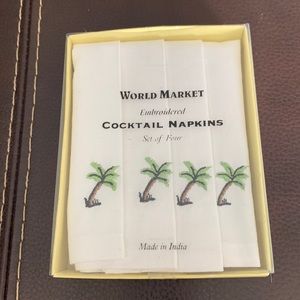 WORLD MARKET
Embroidered
COCKTAIL NAPKINS
Set of Four
Made in India